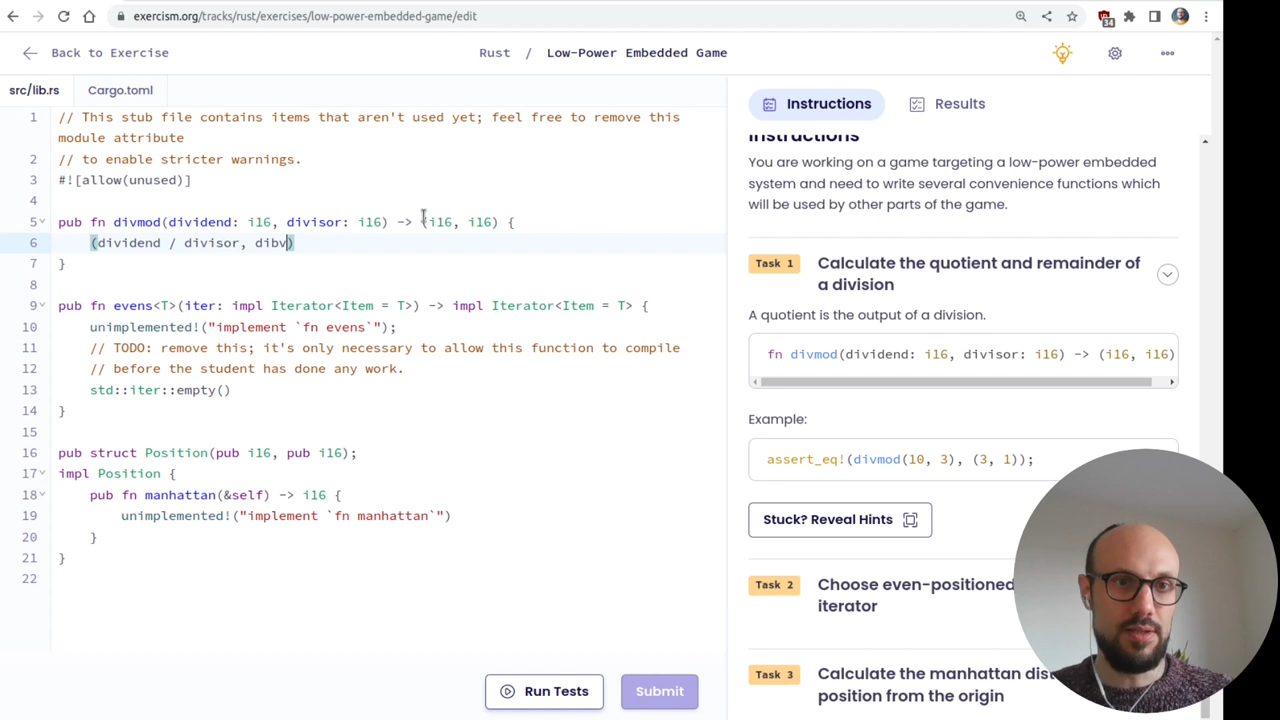 exercism.org/tracks/rust/exercises/low-power-embedded-game/edit
34
Back to Exercise
Rust / Low-Power Embedded Game
src/lib.rs
Cargo.toml
1 // This stub file contains items that aren't used yet; feel free to remove this
module attribute
2 // to enable stricter warnings.
3 #![allow(unused)]
4
5 pub fn divmod(dividend: i16, divisor: i16) -> (i16, i16) {
6 (dividend / divisor, dibv)
7 }
8
9 pub fn evens<T>(iter: impl Iterator<Item = T>) -> impl Iterator<Item = T> {
10 unimplemented!("implement `fn evens`");
11 // TODO: remove this; it's only necessary to allow this function to compile
12 // before the student has done any work.
13 std::iter::empty()
14 }
15
16 pub struct Position(pub i16, pub i16);
17 impl Position {
18 pub fn manhattan(&self) -> i16 {
19 unimplemented!("implement `fn manhattan`")
20 }
21 }
22
Run Tests
Submit
Instructions
Results
Instructions
You are working on a game targeting a low-power embedded
system and need to write several convenience functions which
will be used by other parts of the game.
Task 1
Calculate the quotient and remainder of
a division
A quotient is the output of a division.
fn divmod(dividend: i16, divisor: i16) -> (i16, i16)
Example:
assert_eq!(divmod(10, 3), (3, 1));
Stuck? Reveal Hints
Task 2
Choose even-positioned
iterator
Task 3
Calculate the manhattan dist
position from the origin